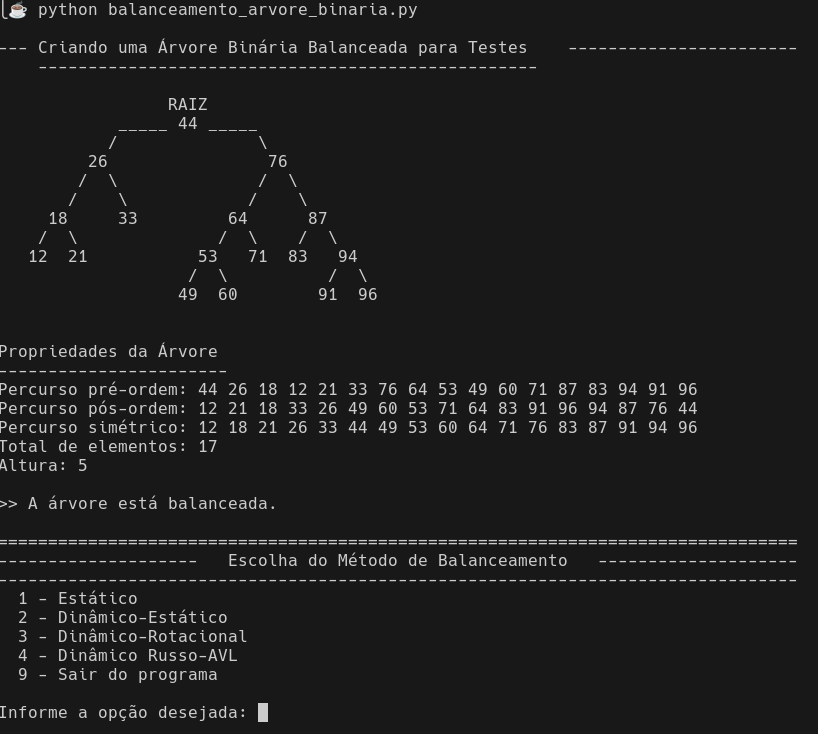 ☕ python balanceamento_arvore_binaria.py
--- Criando uma Árvore Binária Balanceada para Testes    -----------------------
    --------------------------------------------------
                 RAIZ
            _____ 44 _____
           /              \
         26                76
        /  \              /  \
       /    \            /    \
     18     33         64      87
    /  \              /  \    /  \
   12  21           53   71  83   94
                   /  \          /  \
                  49  60        91  96
Propriedades da Árvore
-----------------------
Percurso pré-ordem: 44 26 18 12 21 33 76 64 53 49 60 71 87 83 94 91 96
Percurso pós-ordem: 12 21 18 33 26 49 60 53 71 64 83 91 96 94 87 76 44
Percurso simétrico: 12 18 21 26 33 44 49 53 60 64 71 76 83 87 91 94 96
Total de elementos: 17
Altura: 5
>> A árvore está balanceada.
================================================================================
--------------------   Escolha do Método de Balanceamento   --------------------
--------------------------------------------------------------------------------
  1 - Estático
  2 - Dinâmico-Estático
  3 - Dinâmico-Rotacional
  4 - Dinâmico Russo-AVL
  9 - Sair do programa
Informe a opção desejada: